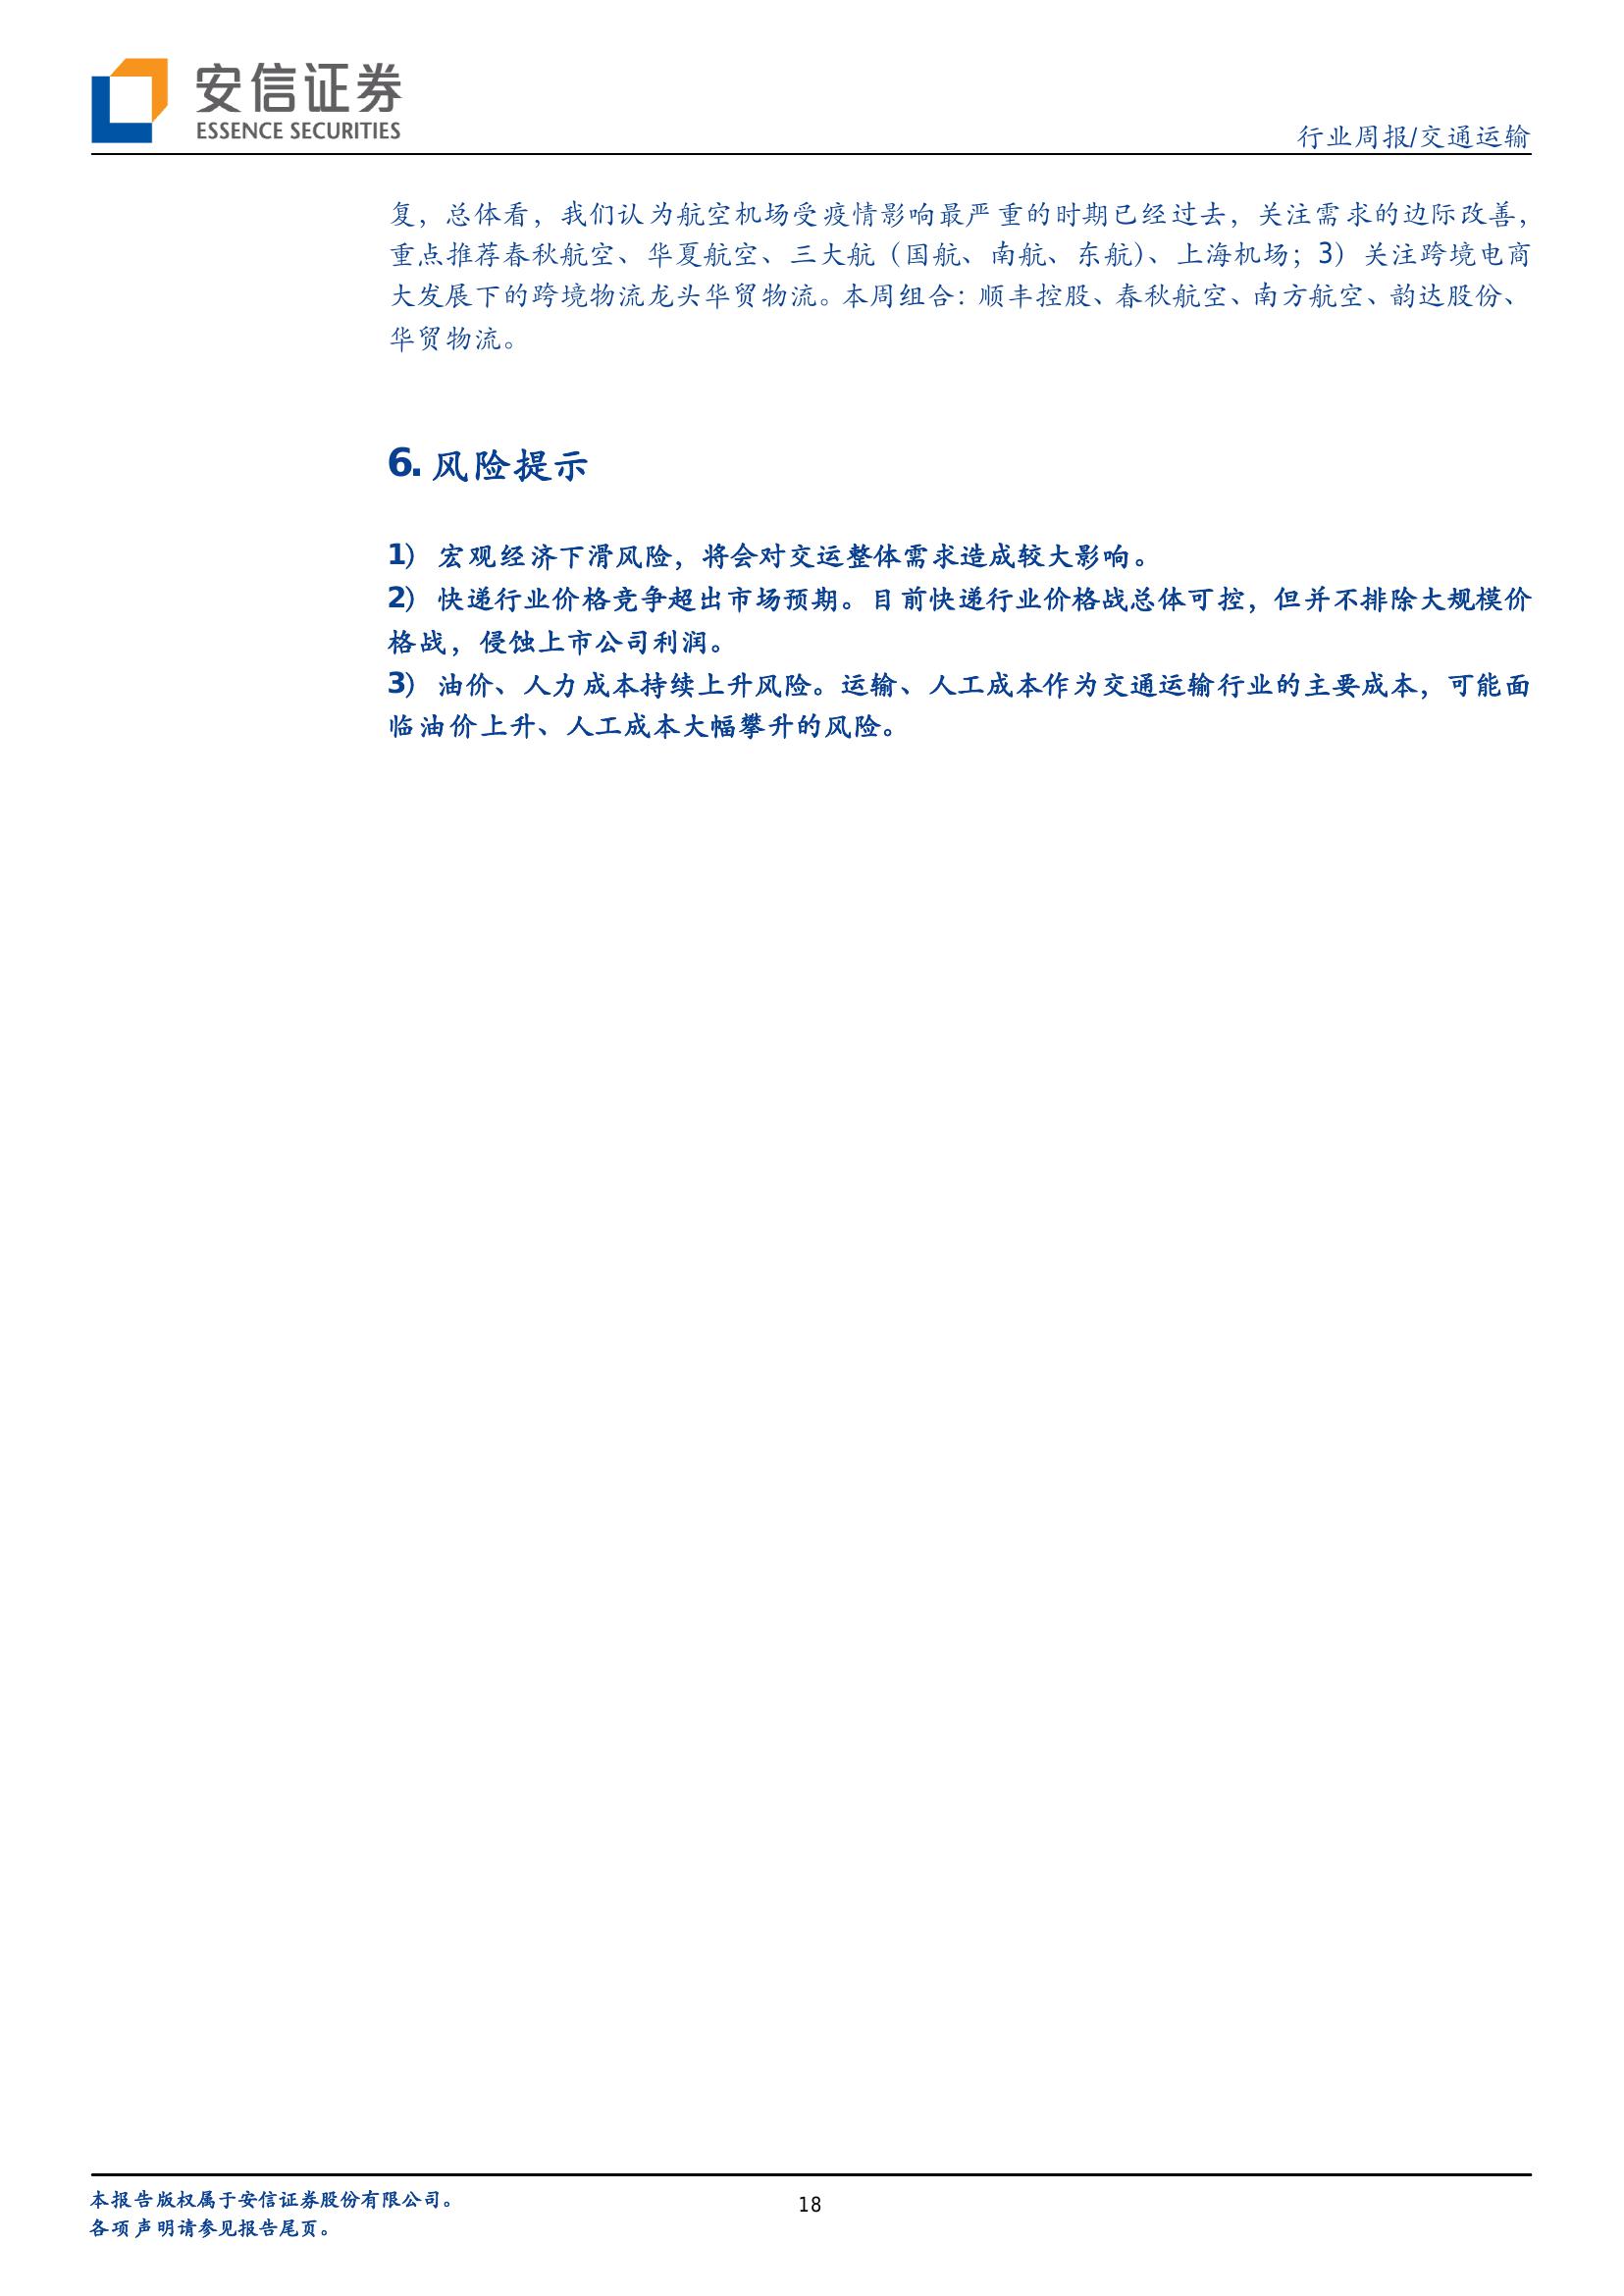 安信证券
ESSENCE SECURITIES
行业周报/交通运输
复，总体看，我们认为航空机场受疫情影响最严重的时期已经过去，关注需求的边际改善，
重点推荐春秋航空、华夏航空、三大航（国航、南航、东航）、上海机场；3）关注跨境电商
大发展下的跨境物流龙头华贸物流。本周组合：顺丰控股、春秋航空、南方航空、韵达股份、
华贸物流。
6. 风险提示
1） 宏观经济下滑风险，将会对交运整体需求造成较大影响。
2） 快递行业价格竞争超出市场预期。目前快递行业价格战总体可控，但并不排除大规模价
格战，侵蚀上市公司利润。
3） 油价、人力成本持续上升风险。运输、人工成本作为交通运输行业的主要成本，可能面
临油价上升、人工成本大幅攀升的风险。
本报告版权属于安信证券股份有限公司。
18
各项声明请参见报告尾页。